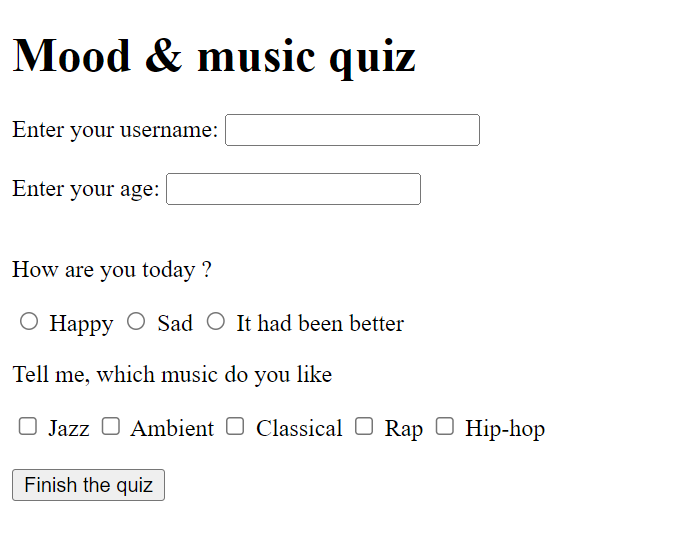 Mood & music quiz
Enter your username:
Enter your age:
How are you today ?
Happy Sad It had been better
Tell me, which music do you like
Jazz Ambient Classical Rap Hip-hop
Finish the quiz